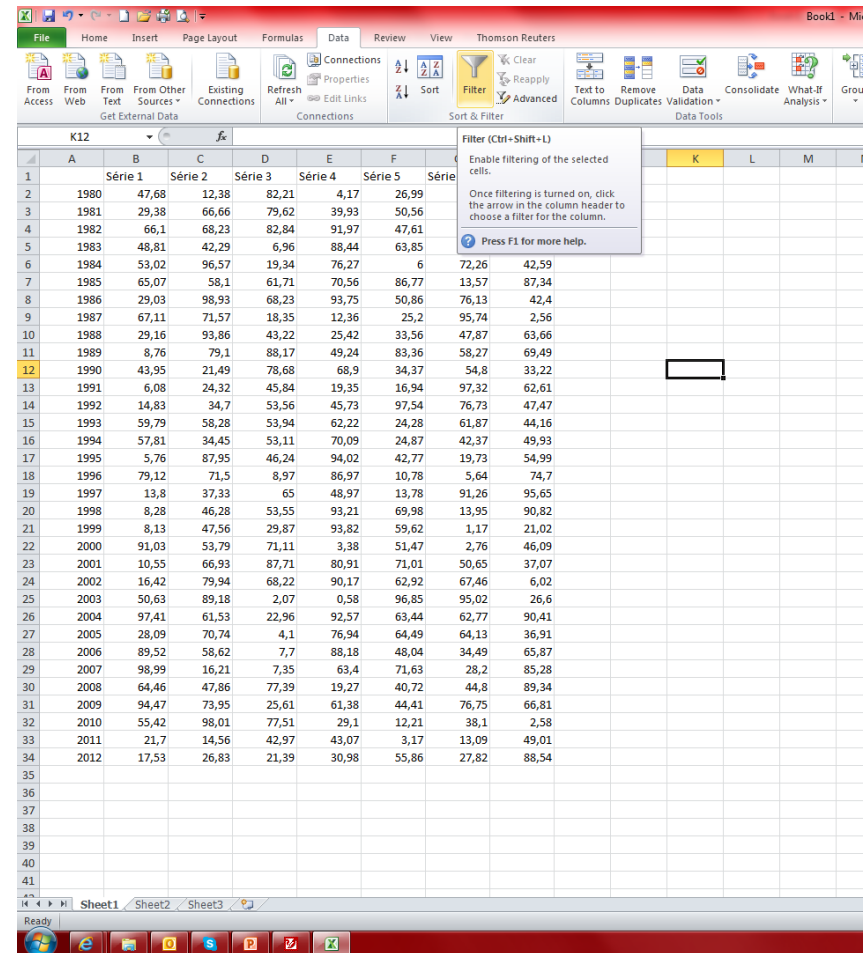 Book1 - Mi
File Home Insert Page Layout Formulas Data Review View Thomson Reuters
From Access
From Web
From Text
From Other Sources
Existing Connections
Get External Data
Refresh All
Connections
Properties
Edit Links
Connections
Sort
Filter
Clear
Reapply
Advanced
Sort & Filter
Text to Columns
Remove Duplicates
Data Validation
Consolidate
What-If Analysis
Grou
Data Tools
K12 fx
Filter (Ctrl+Shift+L)
Enable filtering of the selected
cells.
Once filtering is turned on, click
the arrow in the column header to
choose a filter for the column.
Press F1 for more help.
A B C D E F K L M
1 Série 1 Série 2 Série 3 Série 4 Série 5 Série
2 1980 47,68 12,38 82,21 4,17 26,99
3 1981 29,38 66,66 79,62 39,93 50,56
4 1982 66,1 68,23 82,84 91,97 47,61
5 1983 48,81 42,29 6,96 88,44 63,85
6 1984 53,02 96,57 19,34 76,27 6 72,26 42,59
7 1985 65,07 58,1 61,71 70,56 86,77 13,57 87,34
8 1986 29,03 98,93 68,23 93,75 50,86 76,13 42,4
9 1987 67,11 71,57 18,35 12,36 25,2 95,74 2,56
10 1988 29,16 93,86 43,22 25,42 33,56 47,87 63,66
11 1989 8,76 79,1 88,17 49,24 83,36 58,27 69,49
12 1990 43,95 21,49 78,68 68,9 34,37 54,8 33,22
13 1991 6,08 24,32 45,84 19,35 16,94 97,32 62,61
14 1992 14,83 34,7 53,56 45,73 97,54 76,73 47,47
15 1993 59,79 58,28 53,94 62,22 24,28 61,87 44,16
16 1994 57,81 34,45 53,11 70,09 24,87 42,37 49,93
17 1995 5,76 87,95 46,24 94,02 42,77 19,73 54,99
18 1996 79,12 71,5 8,97 86,97 10,78 5,64 74,7
19 1997 13,8 37,33 65 48,97 13,78 91,26 95,65
20 1998 8,28 46,28 53,55 93,21 69,98 13,95 90,82
21 1999 8,13 47,56 29,87 93,82 59,62 1,17 21,02
22 2000 91,03 53,79 71,11 3,38 51,47 2,76 46,09
23 2001 10,55 66,93 87,71 80,91 71,01 50,65 37,07
24 2002 16,42 79,94 68,22 90,17 62,92 67,46 6,02
25 2003 50,63 89,18 2,07 0,58 96,85 95,02 26,6
26 2004 97,41 61,53 22,96 92,57 63,44 62,77 90,41
27 2005 28,09 70,74 4,1 76,94 64,49 64,13 36,91
28 2006 89,52 58,62 7,7 88,18 48,04 34,49 65,87
29 2007 98,99 16,21 7,35 63,4 71,63 28,2 85,28
30 2008 64,46 47,86 77,39 19,27 40,72 44,8 89,34
31 2009 94,47 73,95 25,61 61,38 44,41 76,75 66,81
32 2010 55,42 98,01 77,51 29,1 12,21 38,1 2,58
33 2011 21,7 14,56 42,97 43,07 3,17 13,09 49,01
34 2012 17,53 26,83 21,39 30,98 55,86 27,82 88,54
35
36
37
38
39
40
41
Sheet1 Sheet2 Sheet3
Ready